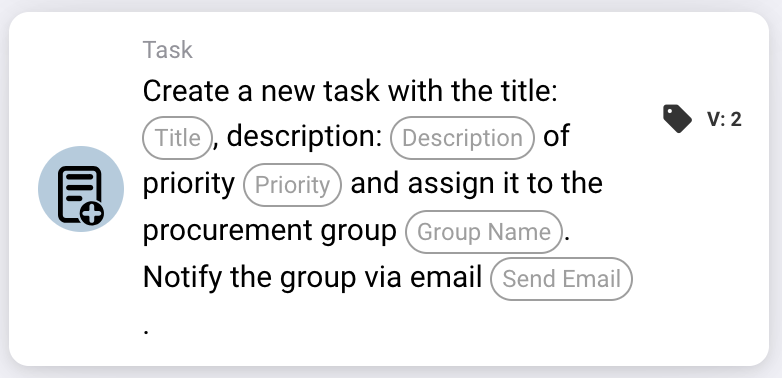 Task
Create a new task with the title:
Title, description: Description of
priority Priority and assign it to the
procurement group Group Name.
Notify the group via email Send Email
.
V: 2